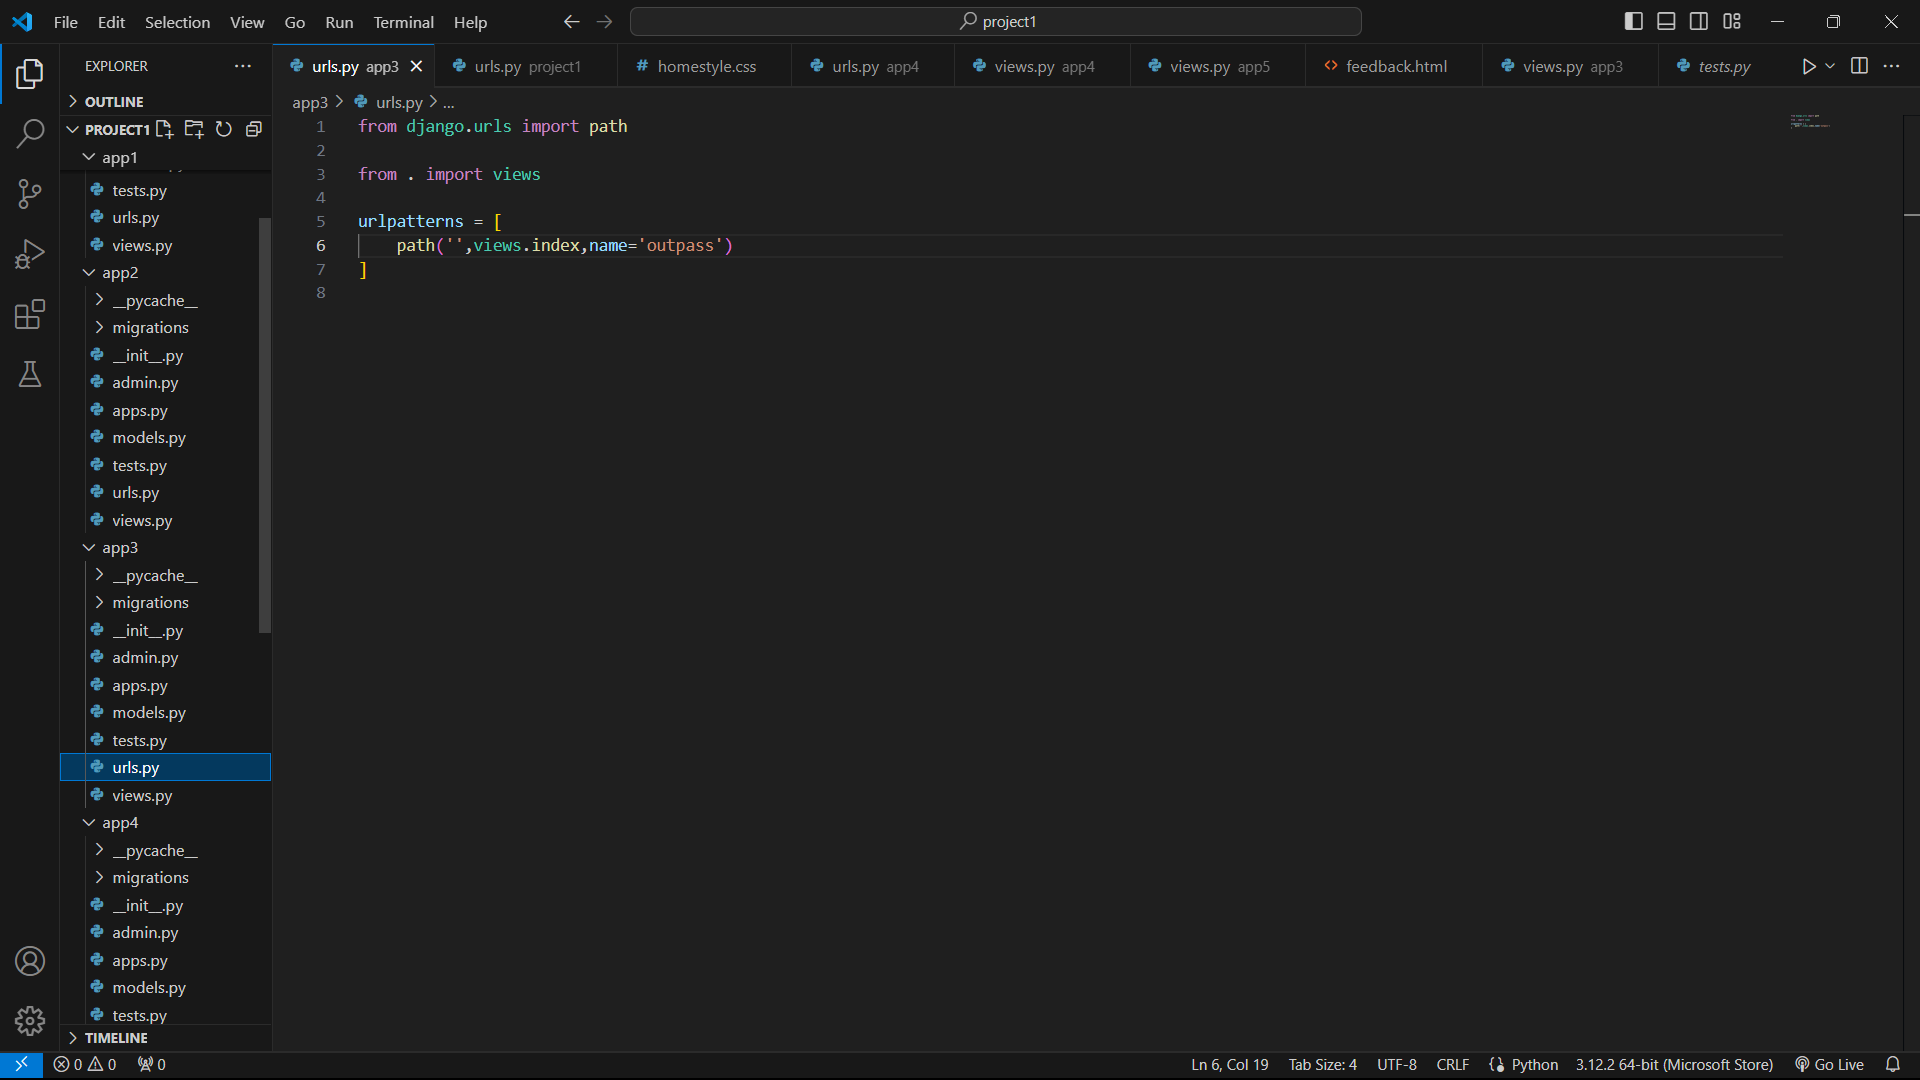 File Edit Selection View Go Run Terminal Help
project1
EXPLORER
urls.py app3
urls.py project1
homestyle.css
urls.py app4
views.py app4
views.py app5
feedback.html
views.py app3
tests.py
OUTLINE
PROJECT1
app1
tests.py
urls.py
views.py
app2
__pycache__
migrations
__init__.py
admin.py
apps.py
models.py
tests.py
urls.py
views.py
app3
__pycache__
migrations
__init__.py
admin.py
apps.py
models.py
tests.py
urls.py
views.py
app4
__pycache__
migrations
__init__.py
admin.py
apps.py
models.py
tests.py
TIMELINE
app3 > urls.py > ...
1 from django.urls import path
2
3 from . import views
4
5 urlpatterns = [
6     path('',views.index,name='outpass')
7 ]
8
0 0 0
Ln 6, Col 19 Tab Size: 4 UTF-8 CRLF Python 3.12.2 64-bit (Microsoft Store) Go Live